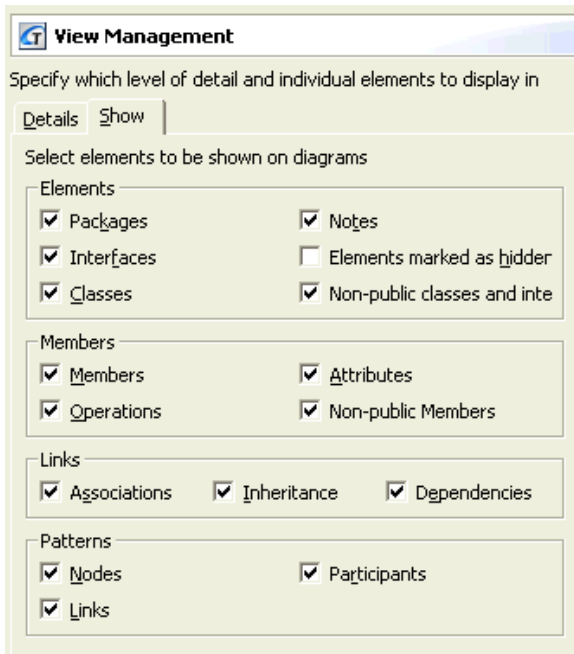 View Management
Specify which level of detail and individual elements to display in
Details Show
Select elements to be shown on diagrams
Elements
Packages Notes
Interfaces Elements marked as hidder
Classes Non-public classes and inte
Members
Members Attributes
Operations Non-public Members
Links
Associations Inheritance Dependencies
Patterns
Nodes Participants
Links